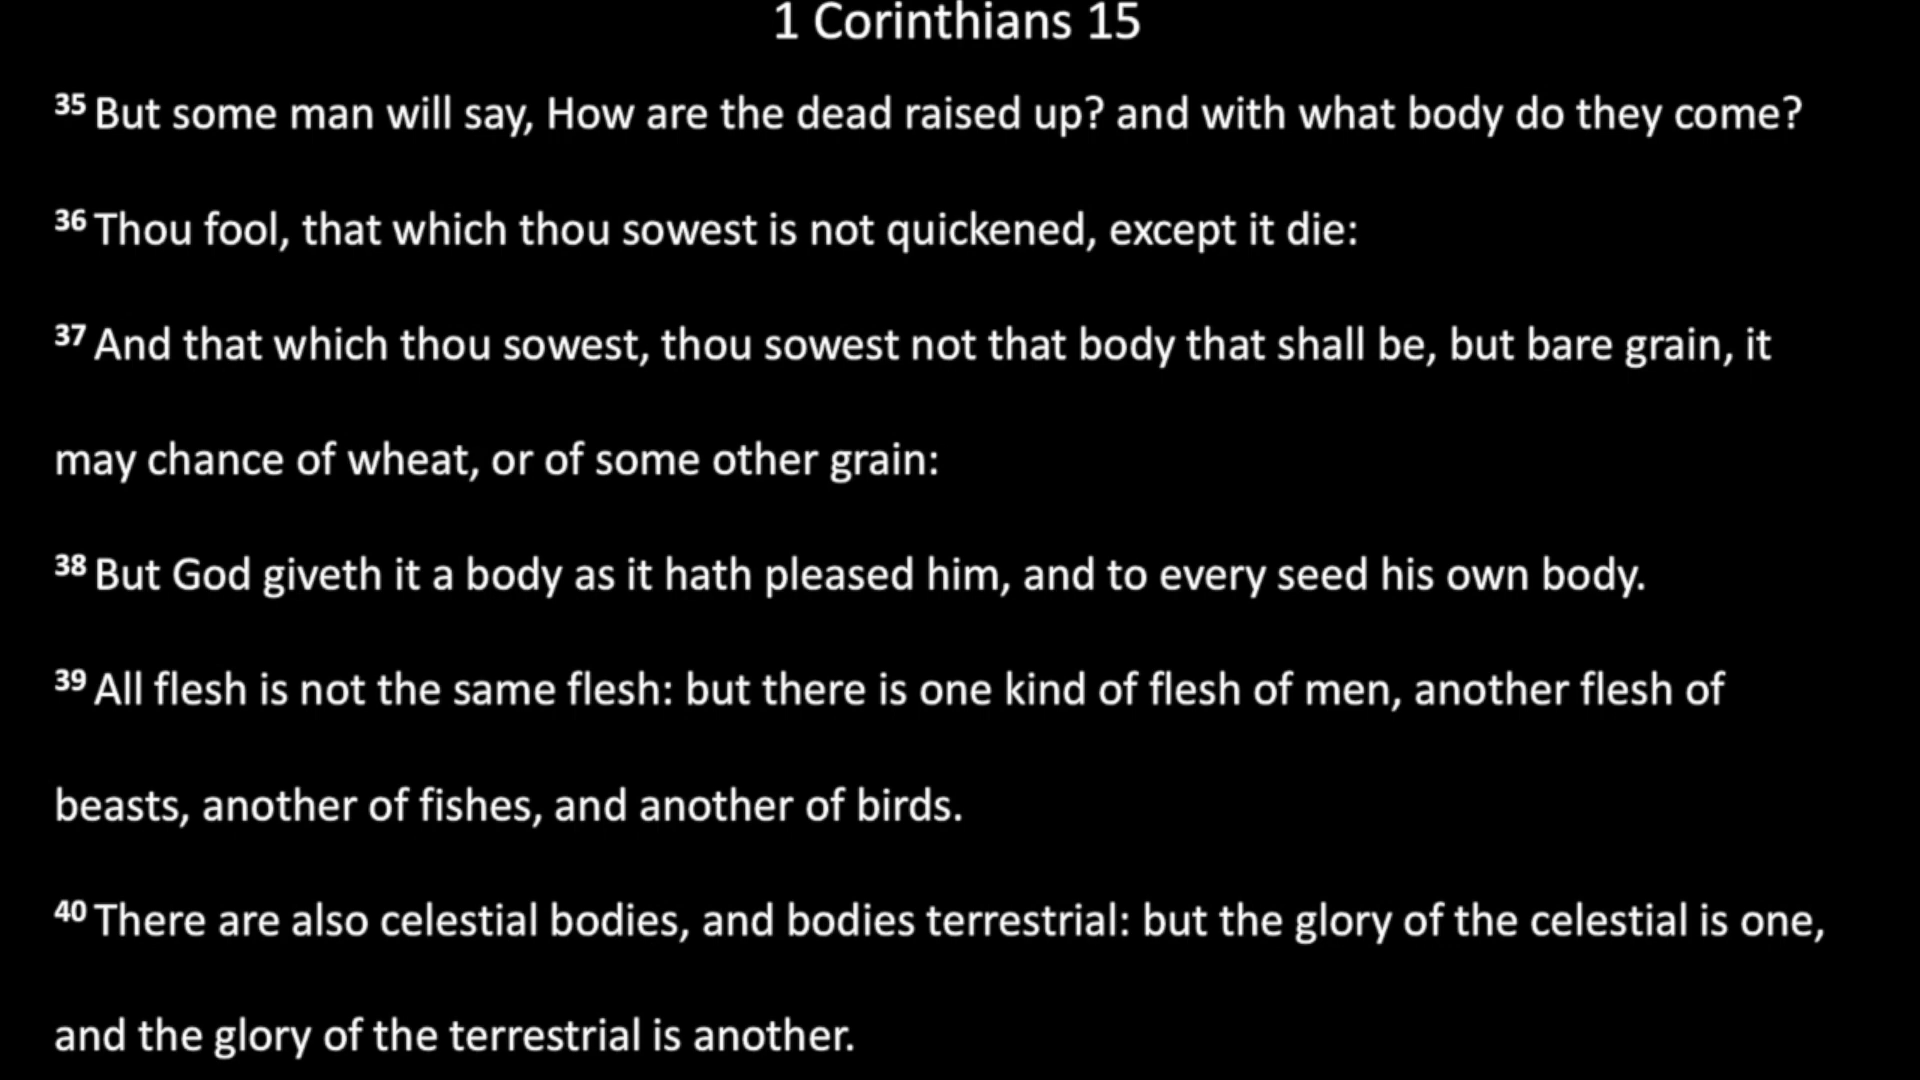 1 Corinthians 15
35 But some man will say, How are the dead raised up? and with what body do they come?
36 Thou fool, that which thou sowest is not quickened, except it die:
37 And that which thou sowest, thou sowest not that body that shall be, but bare grain, it
may chance of wheat, or of some other grain:
38 But God giveth it a body as it hath pleased him, and to every seed his own body.
39 All flesh is not the same flesh: but there is one kind of flesh of men, another flesh of
beasts, another of fishes, and another of birds.
40 There are also celestial bodies, and bodies terrestrial: but the glory of the celestial is one,
and the glory of the terrestrial is another.